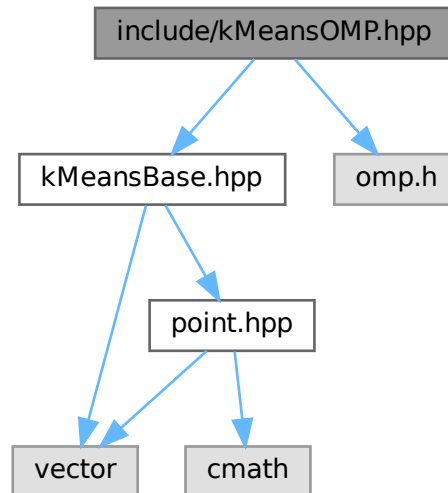 include/kMeansOMP.hpp
kMeansBase.hpp
omp.h
point.hpp
vector
cmath